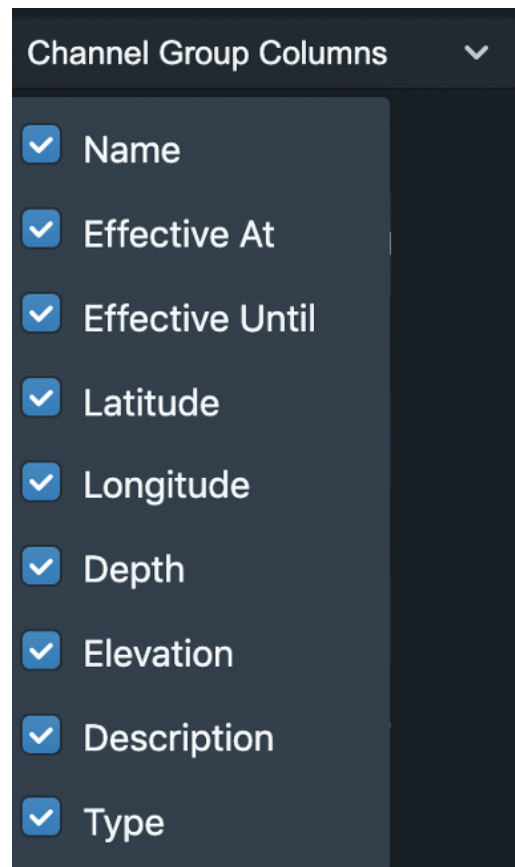 Channel Group Columns
Name
Effective At
Effective Until
Latitude
Longitude
Depth
Elevation
Description
Type